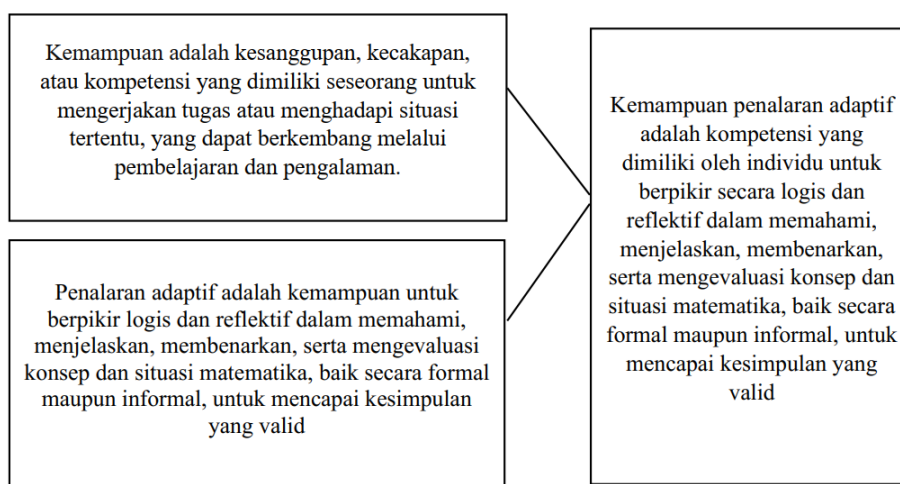 Kemampuan adalah kesanggupan, kecakapan,
atau kompetensi yang dimiliki seseorang untuk
mengerjakan tugas atau menghadapi situasi
tertentu, yang dapat berkembang melalui
pembelajaran dan pengalaman.
Penalaran adaptif adalah kemampuan untuk
berpikir logis dan reflektif dalam memahami,
menjelaskan, membenarkan, serta mengevaluasi
konsep dan situasi matematika, baik secara formal
maupun informal, untuk mencapai kesimpulan
yang valid
Kemampuan penalaran adaptif
adalah kompetensi yang
dimiliki oleh individu untuk
berpikir secara logis dan
reflektif dalam memahami,
menjelaskan, membenarkan,
serta mengevaluasi konsep dan
situasi matematika, baik secara
formal maupun informal, untuk
mencapai kesimpulan yang
valid